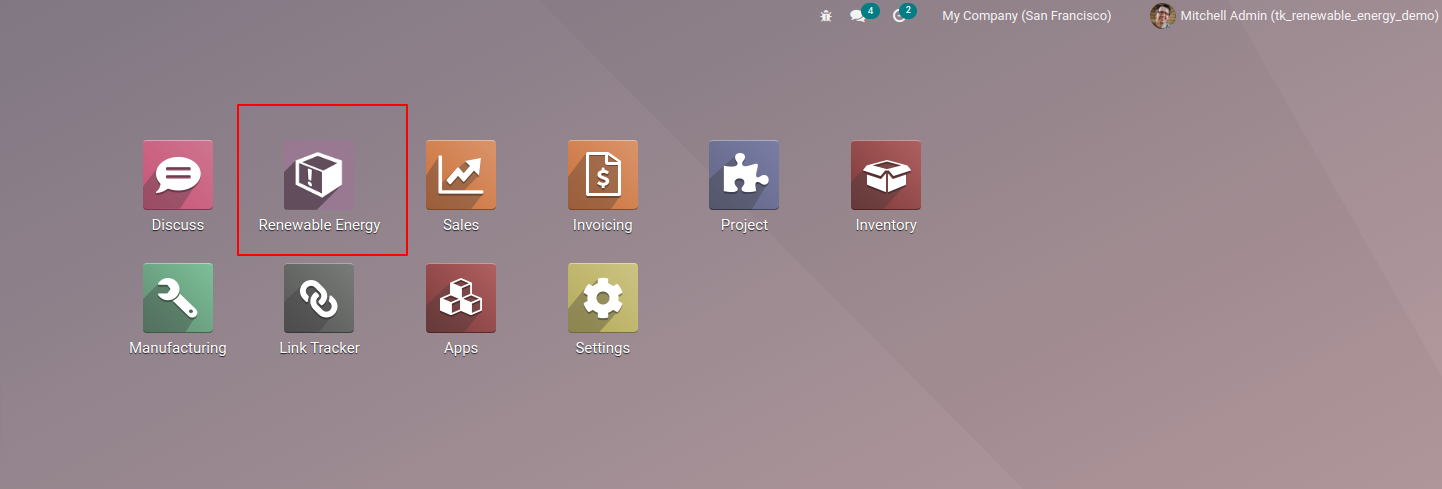 4 2 My Company (San Francisco) Mitchell Admin (tk_renewable_energy_demo)
Discuss Renewable Energy Sales Invoicing Project Inventory
Manufacturing Link Tracker Apps Settings